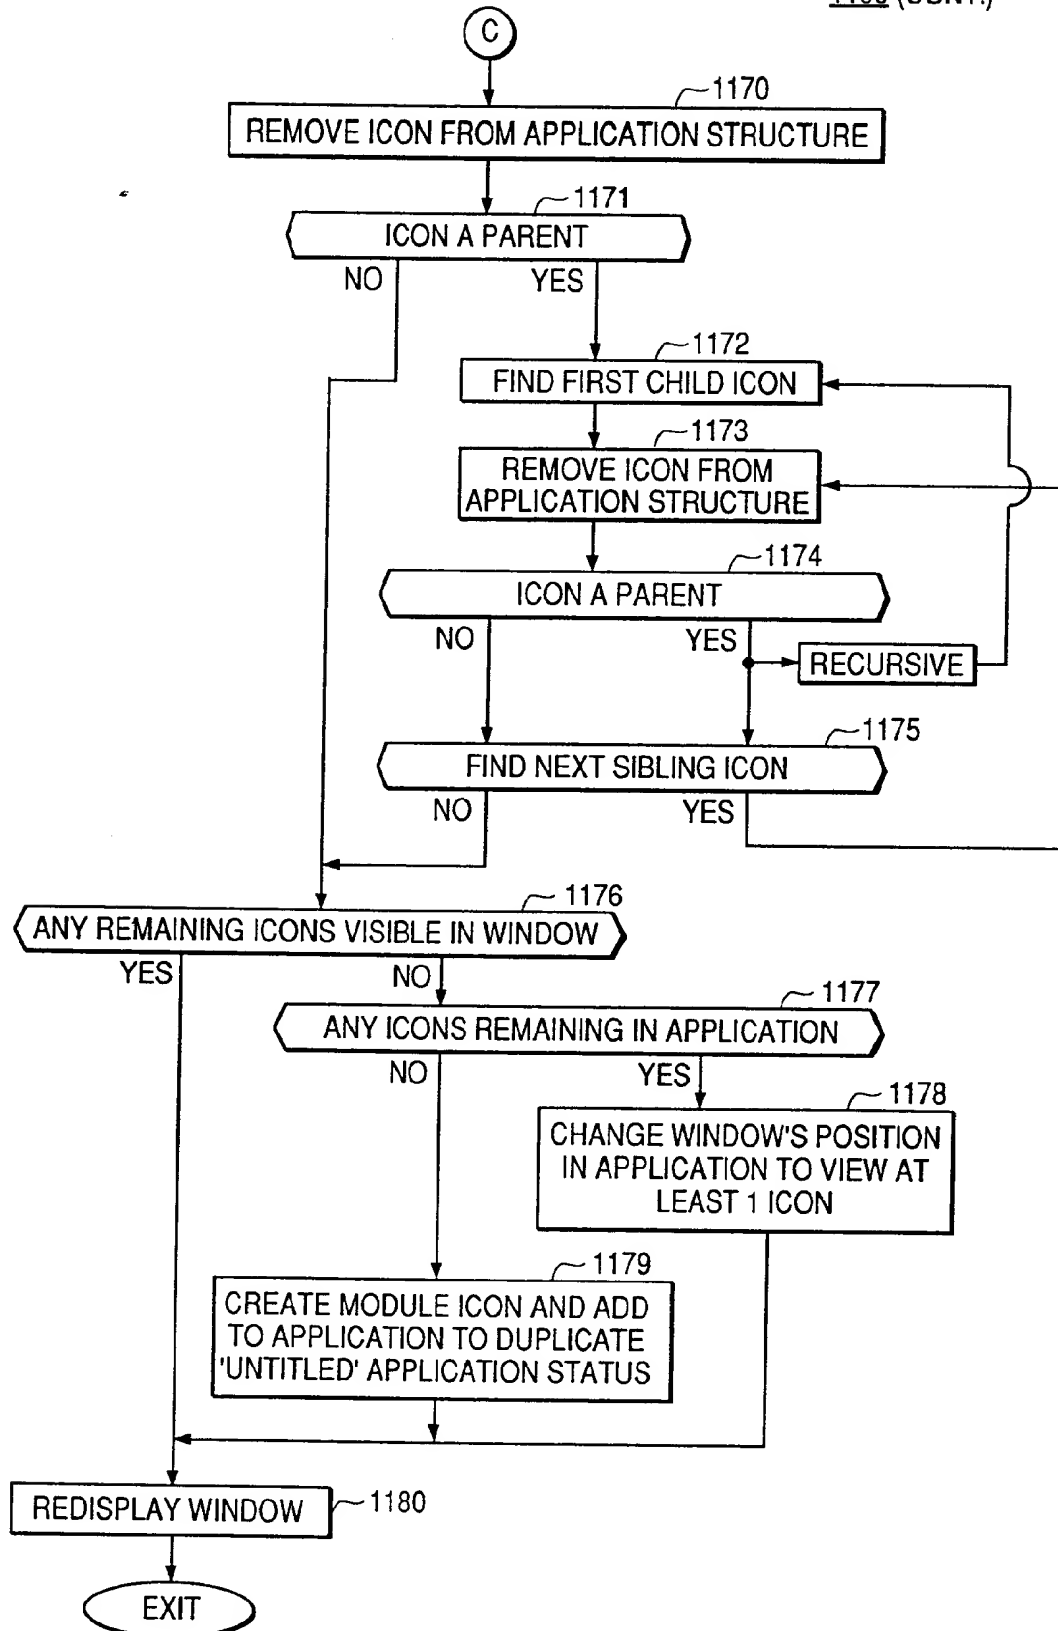 (CONT.)
C
1170
REMOVE ICON FROM APPLICATION STRUCTURE
1171
ICON A PARENT
NO
YES
1172
FIND FIRST CHILD ICON
1173
REMOVE ICON FROM
APPLICATION STRUCTURE
1174
ICON A PARENT
NO
YES
RECURSIVE
1175
FIND NEXT SIBLING ICON
NO
YES
1176
ANY REMAINING ICONS VISIBLE IN WINDOW
YES
NO
1177
ANY ICONS REMAINING IN APPLICATION
NO
YES
1178
CHANGE WINDOW'S POSITION
IN APPLICATION TO VIEW AT
LEAST 1 ICON
1179
CREATE MODULE ICON AND ADD
TO APPLICATION TO DUPLICATE
'UNTITLED' APPLICATION STATUS
REDISPLAY WINDOW
1180
EXIT